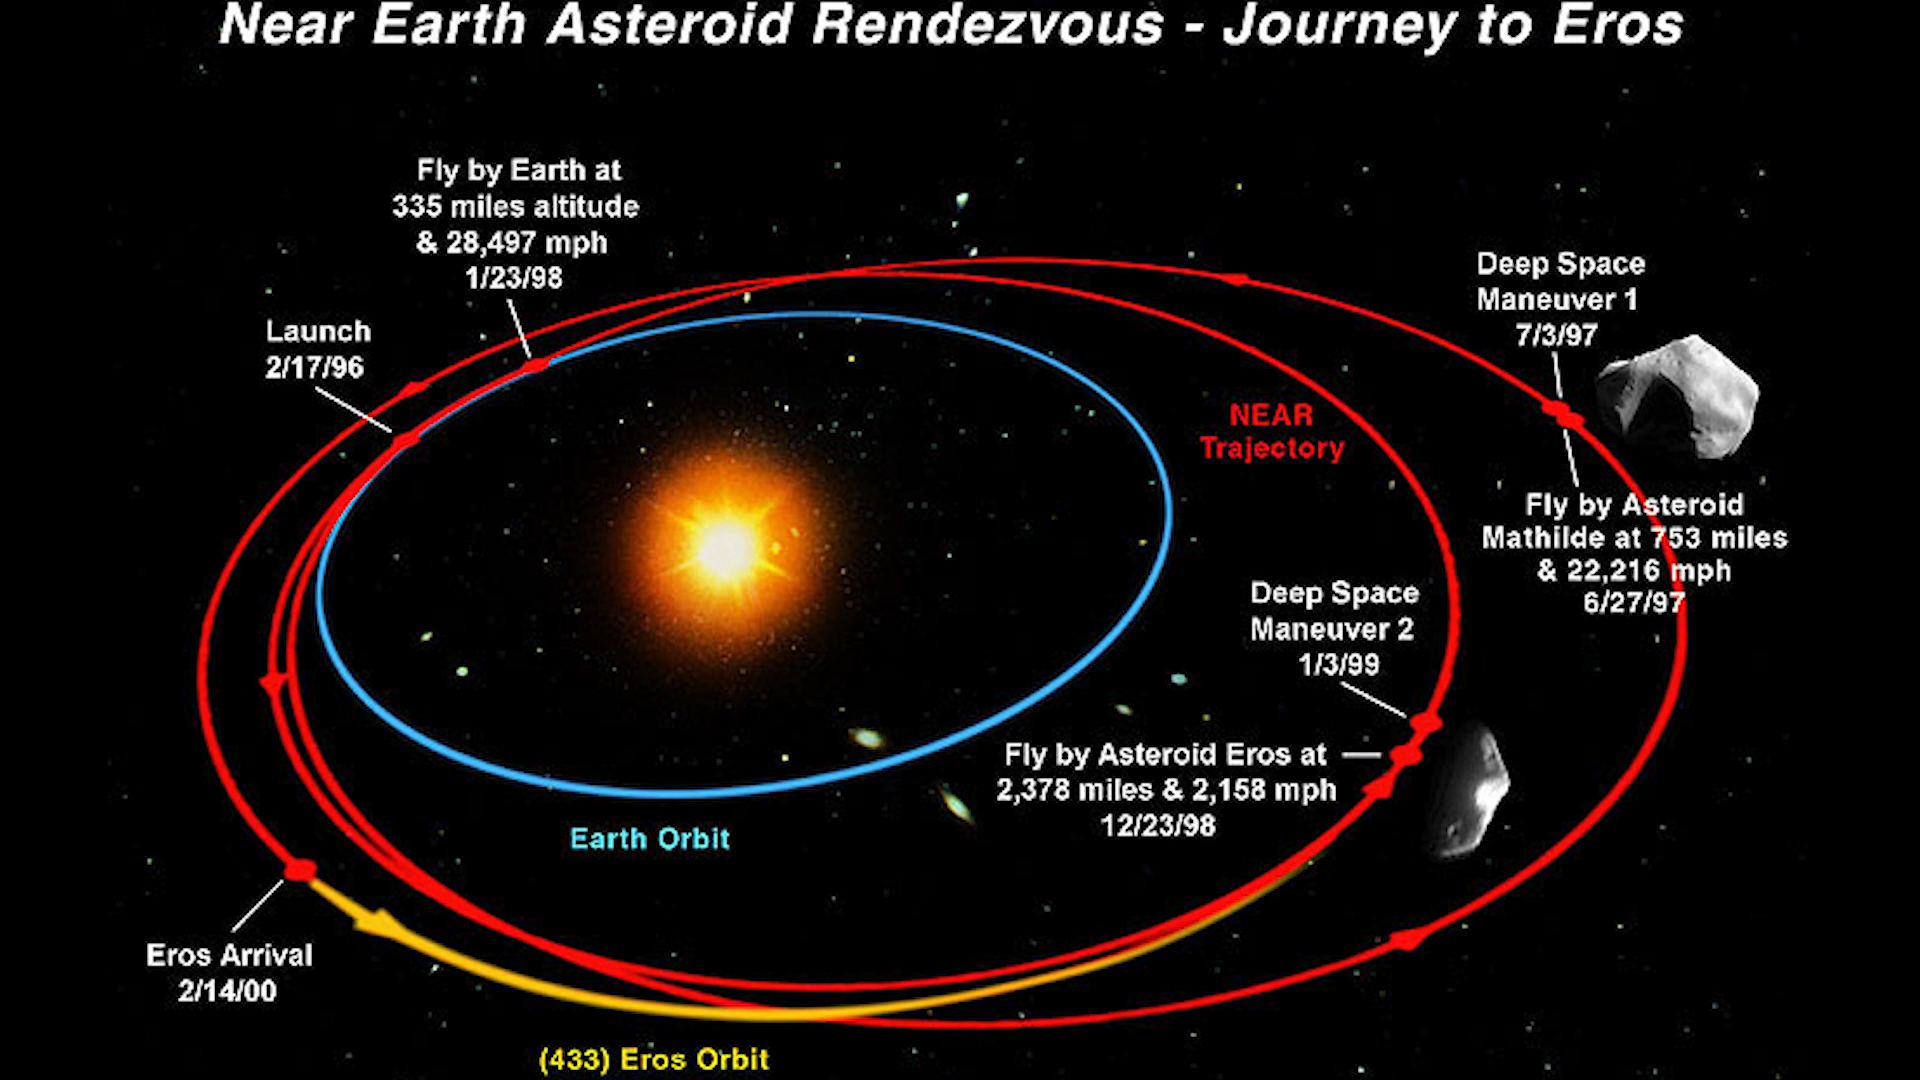 Near Earth Asteroid Rendezvous - Journey to Eros
Fly by Earth at
335 miles altitude
& 28,497 mph
1/23/98
Launch
2/17/96
Deep Space
Maneuver 1
7/3/97
NEAR
Trajectory
Fly by Asteroid
Mathilde at 753 miles
& 22,216 mph
6/27/97
Deep Space
Maneuver 2
1/3/99
Fly by Asteroid Eros at
2,378 miles & 2,158 mph
12/23/98
Earth Orbit
Eros Arrival
2/14/00
(433) Eros Orbit